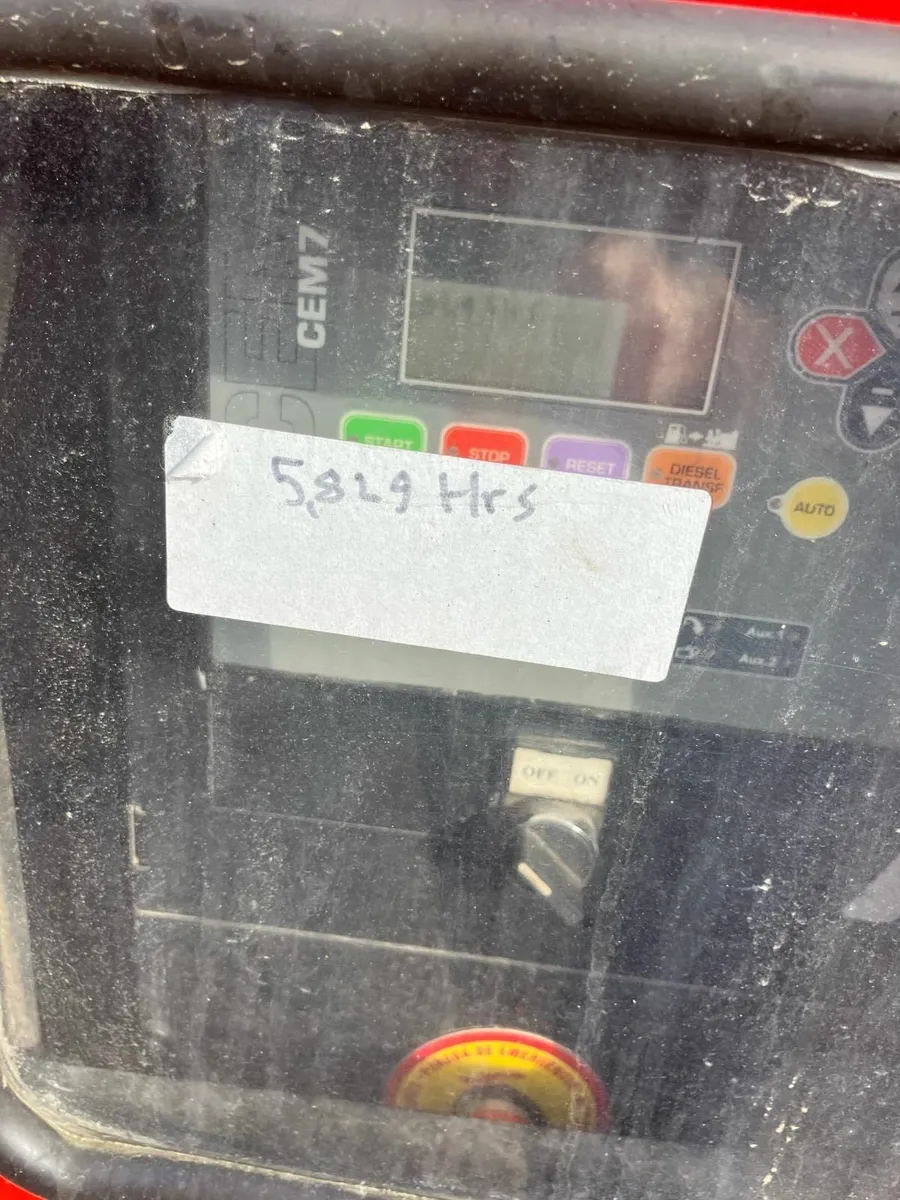 CEM7
START
STOP
RESET
DIESEL
TRANSF
AUTO
5,829 Hrs
Aux.1
Aux.2
OFF ON